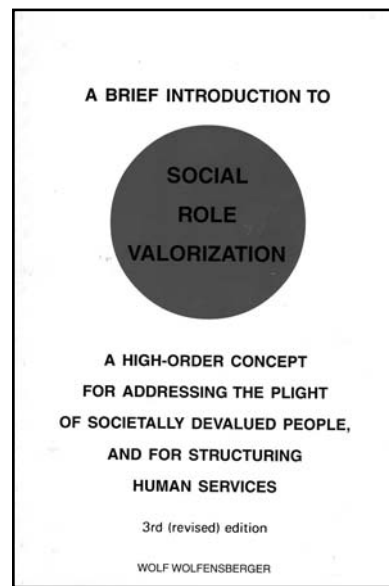 A BRIEF INTRODUCTION TO
SOCIAL
ROLE
VALORIZATION
A HIGH-ORDER CONCEPT
FOR ADDRESSING THE PLIGHT
OF SOCIETALLY DEVALUED PEOPLE,
AND FOR STRUCTURING
HUMAN SERVICES
3rd (revised) edition
WOLF WOLFENSBERGER